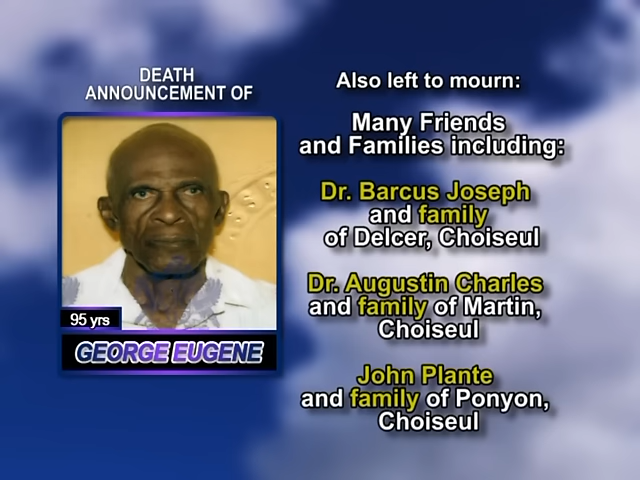 DEATH
ANNOUNCEMENT OF
95 yrs
GEORGE EUGENE
Also left to mourn:
Many Friends
and Families including:
Dr. Barcus Joseph
and family
of Delcer, Choiseul
Dr. Augustin Charles
and family of Martin,
Choiseul
John Plante
and family of Ponyon,
Choiseul